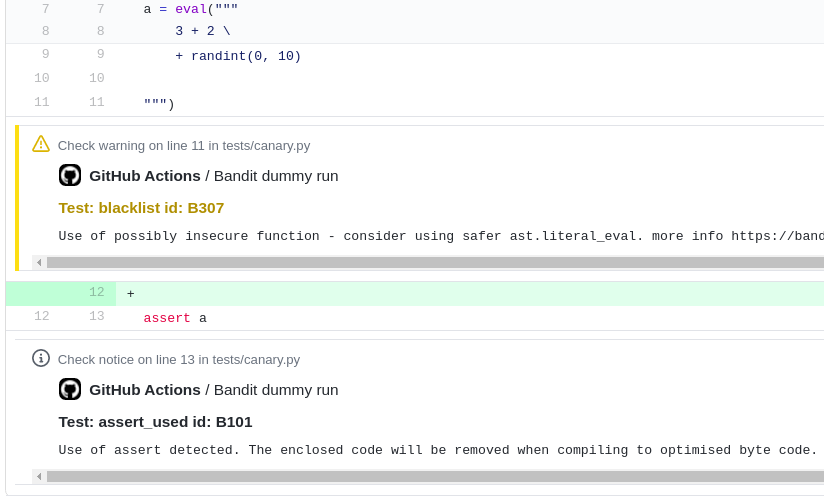 7 7 a = eval("""
8 8 3 + 2 \
9 9 + randint(0, 10)
10 10
11 11 """)
Check warning on line 11 in tests/canary.py
GitHub Actions / Bandit dummy run
Test: blacklist id: B307
Use of possibly insecure function - consider using safer ast.literal_eval. more info https://band
12 +
12 13 assert a
Check notice on line 13 in tests/canary.py
GitHub Actions / Bandit dummy run
Test: assert_used id: B101
Use of assert detected. The enclosed code will be removed when compiling to optimised byte code.